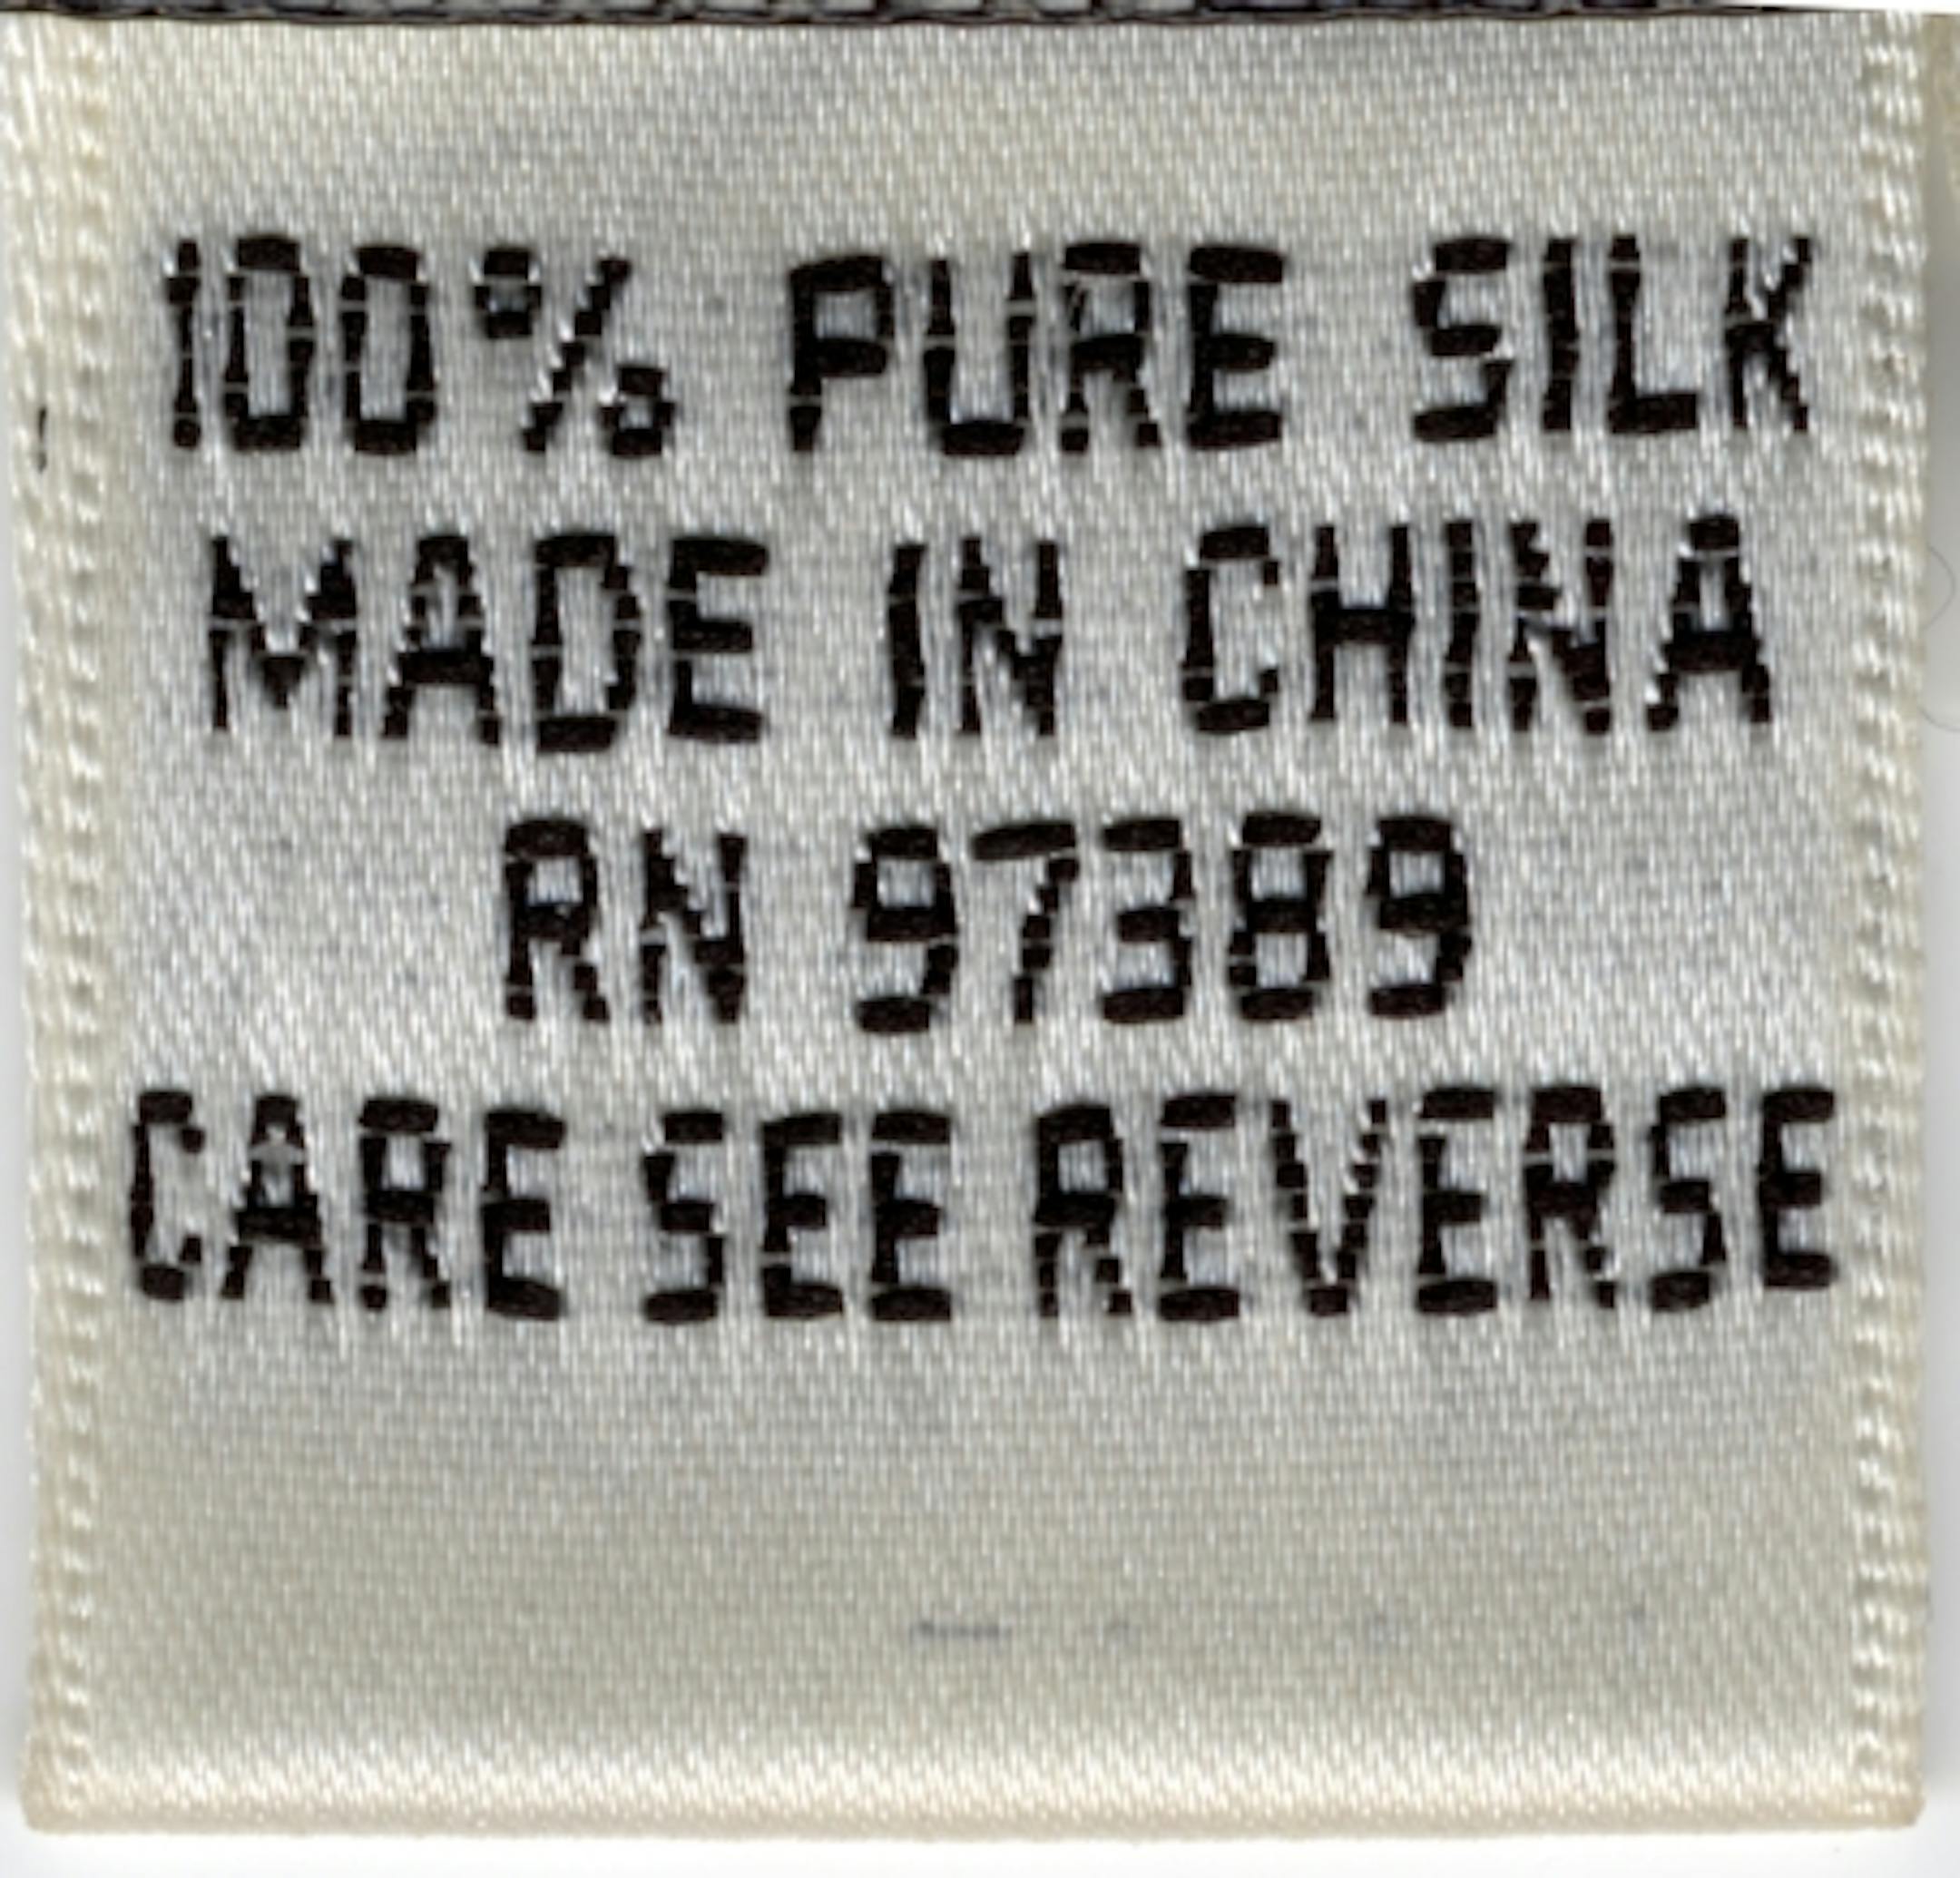 100% PURE SILK
MADE IN CHINA
RN 97389
CARE SEE REVERSE